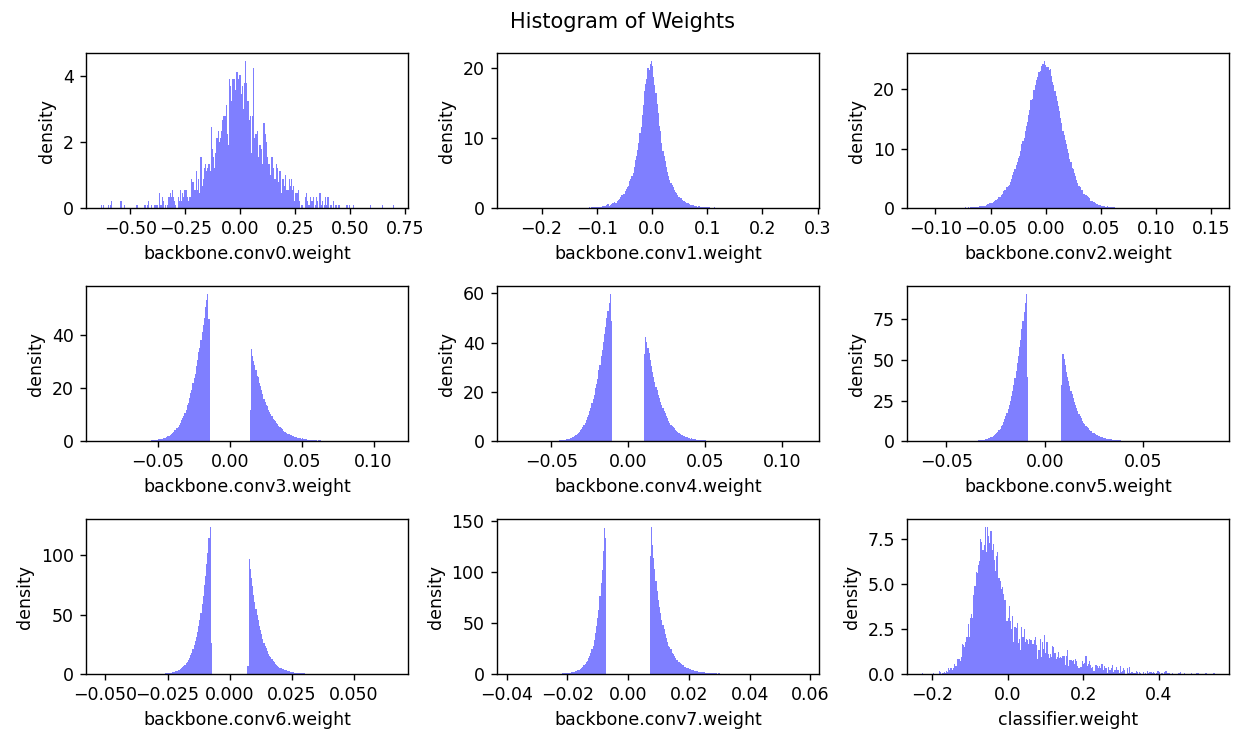 Histogram of Weights
density
4
2
0
−0.50 −0.25 0.00 0.25 0.50 0.75
backbone.conv0.weight
density
20
10
0
−0.2 −0.1 0.0 0.1 0.2 0.3
backbone.conv1.weight
density
20
10
0
−0.10 −0.05 0.00 0.05 0.10 0.15
backbone.conv2.weight
density
40
20
0
−0.05 0.00 0.05 0.10
backbone.conv3.weight
density
60
40
20
0
−0.05 0.00 0.05 0.10
backbone.conv4.weight
density
75
50
25
0
−0.05 0.00 0.05
backbone.conv5.weight
density
100
50
0
−0.050 −0.025 0.000 0.025 0.050
backbone.conv6.weight
density
150
100
50
0
−0.04 −0.02 0.00 0.02 0.04 0.06
backbone.conv7.weight
density
7.5
5.0
2.5
0.0
−0.2 0.0 0.2 0.4
classifier.weight